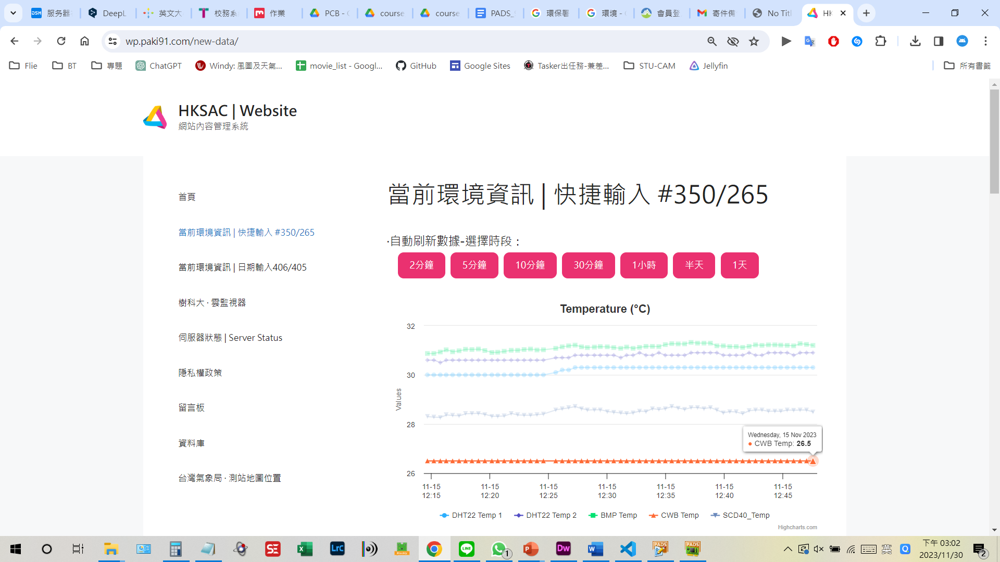 服务器
DeepL
英文大
校務系
作業
PCB - 
course
course
PADS_
環保署
環境 - 
會員登
寄件備
No Titl
HK
wp.paki91.com/new-data/
Flie
BT
專題
ChatGPT
Windy: 風圖及天氣...
movie_list - Googl...
GitHub
Google Sites
Tasker出任務-兼差...
STU-CAM
Jellyfin
所有書籤
HKSAC | Website
網站內容管理系統
首頁
當前環境資訊 | 快捷輸入 #350/265
當前環境資訊 | 日期輸入406/405
樹科大 · 雲監視器
伺服器狀態 | Server Status
隱私權政策
留言板
資料庫
台灣氣象局 · 測站地圖位置
當前環境資訊 | 快捷輸入 #350/265
·自動刷新數據-選擇時段：
2分鐘
5分鐘
10分鐘
30分鐘
1小時
半天
1天
Temperature (°C)
32
30
28
26
Values
Wednesday, 15 Nov 2023
● CWB Temp: 26.5
11-15
12:15
11-15
12:20
11-15
12:25
11-15
12:30
11-15
12:35
11-15
12:40
11-15
12:45
DHT22 Temp 1
DHT22 Temp 2
BMP Temp
CWB Temp
SCD40_Temp
Highcharts.com
下午 03:02
2023/11/30
英
2
1